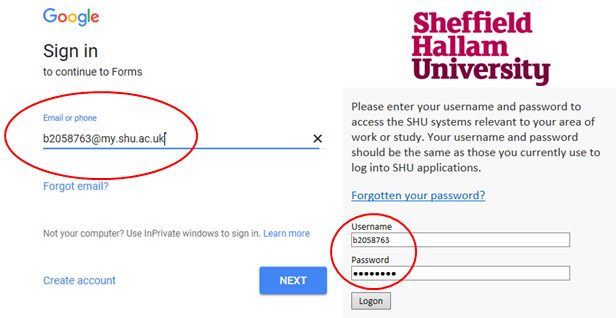 Google
Sign in
to continue to Forms
Email or phone
b2058763@my.shu.ac.uk
Forgot email?
Not your computer? Use InPrivate windows to sign in. Learn more
Create account
NEXT
Sheffield
Hallam
University
Please enter your username and password to
access the SHU systems relevant to your area of
work or study. Your username and password
should be the same as those you currently use to
log into SHU applications.
Forgotten your password?
Username
b2058763
Password
●●●●●●●●
Logon